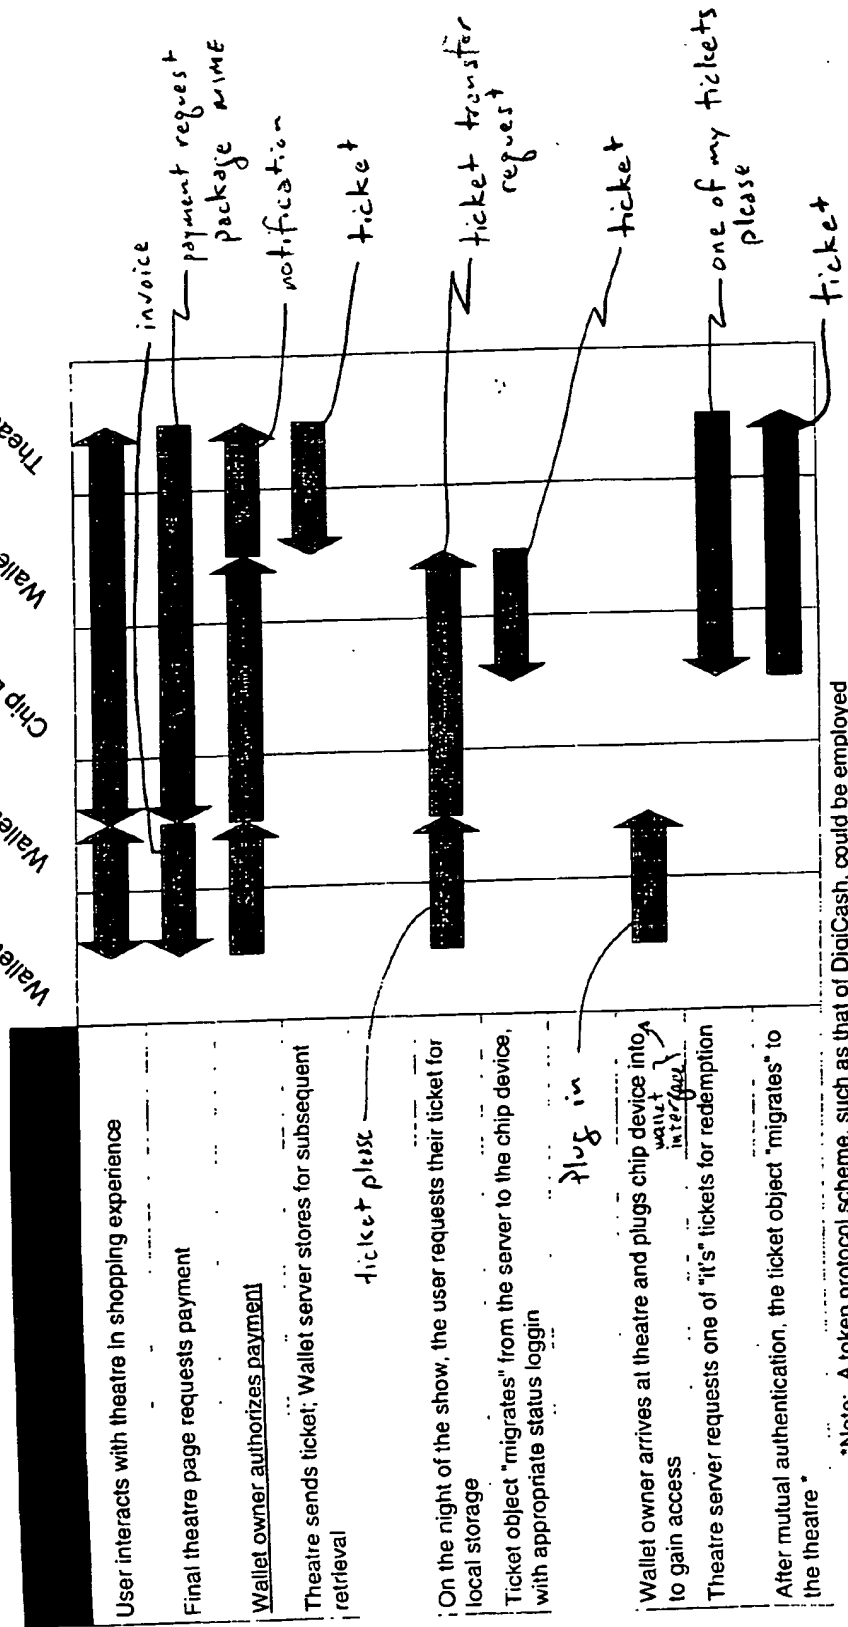 Wallet
Wallet
Chip
Wallet
Theat
User interacts with theatre in shopping experience
invoice
Final theatre page requests payment
payment request
package MIME
Wallet owner authorizes payment
notification
Theatre sends ticket; Wallet server stores for subsequent
retrieval
ticket
ticket please
On the night of the show, the user requests their ticket for
local storage
ticket transfer
request
Ticket object "migrates" from the server to the chip device,
with appropriate status loggin
ticket
Plug in
Wallet owner arrives at theatre and plugs chip device into
wallet
interface
to gain access
Theatre server requests one of "it's" tickets for redemption
one of my tickets
please
After mutual authentication, the ticket object "migrates" to
the theatre*
ticket
*Note: A token protocol scheme, such as that of DigiCash, could be employed